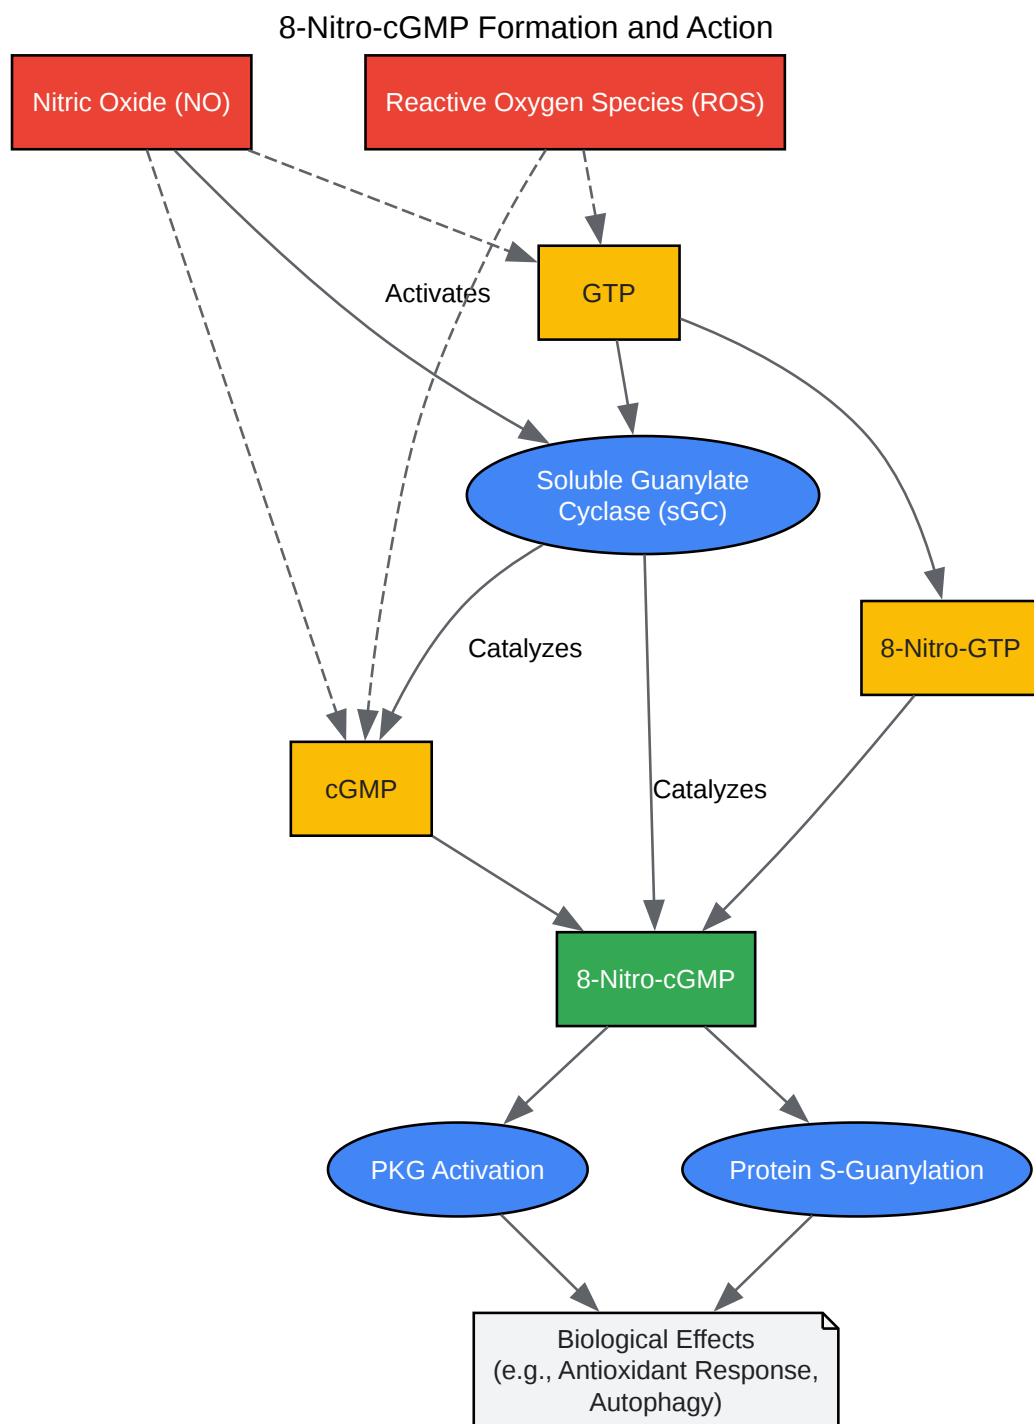 8-Nitro-cGMP Formation and Action
Nitric Oxide (NO)
Reactive Oxygen Species (ROS)
Activates
GTP
Soluble Guanylate
Cyclase (sGC)
Catalyzes
8-Nitro-GTP
cGMP
Catalyzes
8-Nitro-cGMP
PKG Activation
Protein S-Guanylation
Biological Effects
(e.g., Antioxidant Response,
Autophagy)